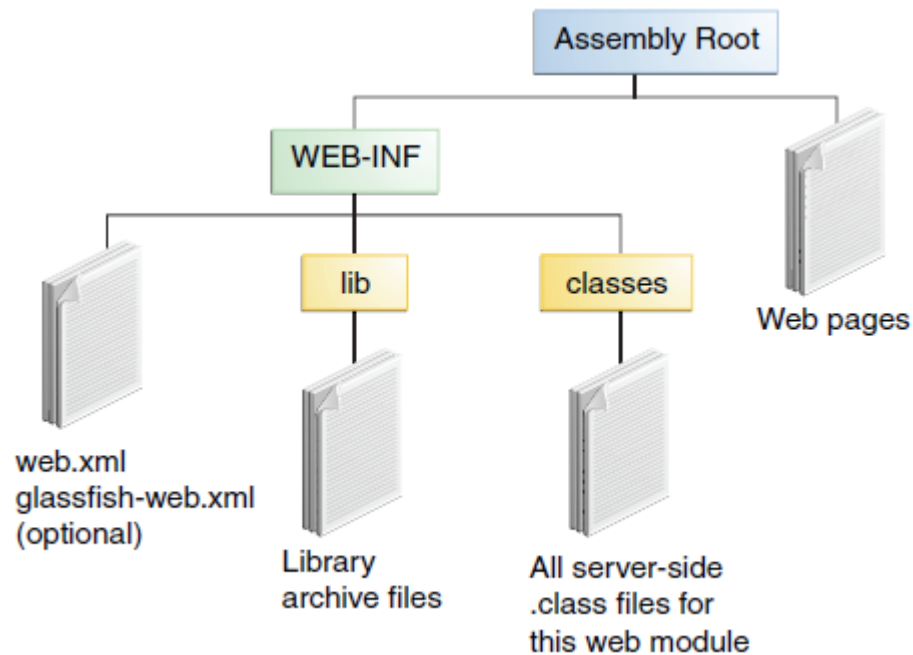 Assembly Root
WEB-INF
lib
classes
Web pages
web.xml
glassfish-web.xml
(optional)
Library
archive files
All server-side
.class files for
this web module